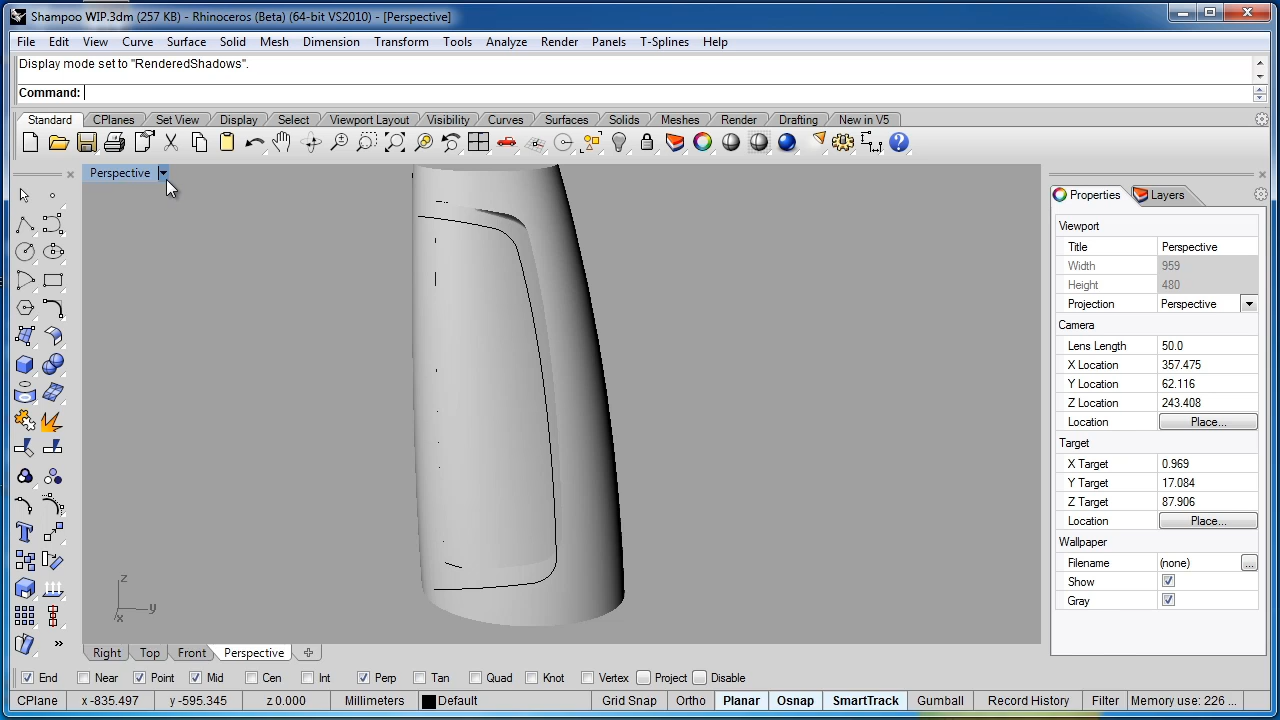 Shampoo WIP.3dm (257 KB) - Rhinoceros (Beta) (64-bit VS2010) - [Perspective]
File Edit View Curve Surface Solid Mesh Dimension Transform Tools Analyze Render Panels T-Splines Help
Display mode set to "RenderedShadows".
Command:
Standard CPlanes Set View Display Select Viewport Layout Visibility Curves Surfaces Solids Meshes Render Drafting New in V5
Perspective
Properties Layers
Viewport
Title Perspective
Width 959
Height 480
Projection Perspective
Camera
Lens Length 50.0
X Location 357.475
Y Location 62.116
Z Location 243.408
Location Place...
Target
X Target 0.969
Y Target 17.084
Z Target 87.906
Location Place...
Wallpaper
Filename (none) ...
Show
Gray
z
y
x
Right Top Front Perspective
End Near Point Mid Cen Int Perp Tan Quad Knot Vertex Project Disable
CPlane x -835.497 y -595.345 z 0.000 Millimeters Default Grid Snap Ortho Planar Osnap SmartTrack Gumball Record History Filter Memory use: 226 ...